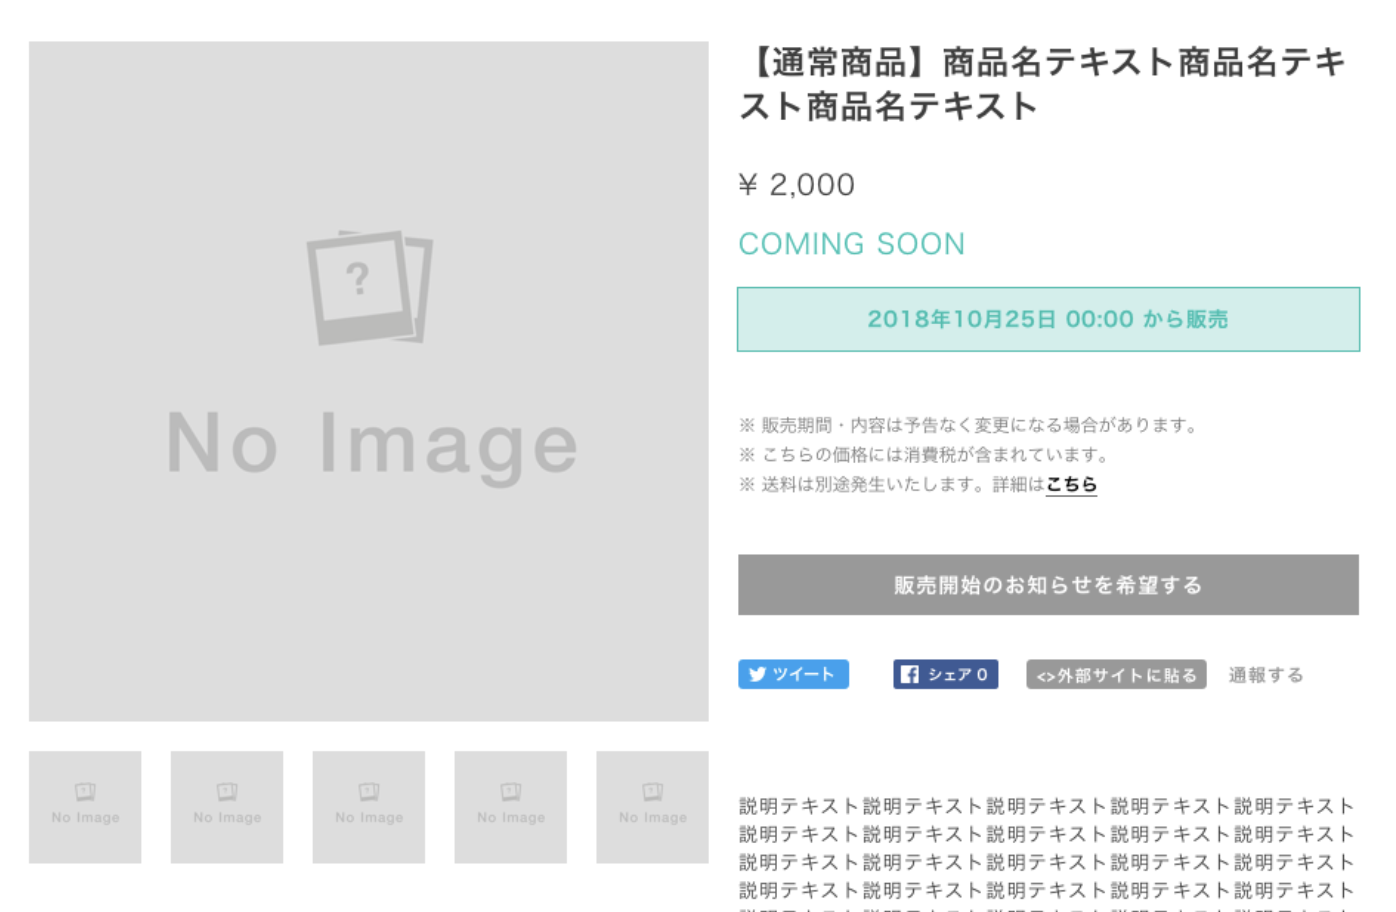 ?
No Image
No Image
No Image
No Image
No Image
No Image
【通常商品】商品名テキスト商品名テキ
スト商品名テキスト
¥ 2,000
COMING SOON
2018年10月25日 00:00 から販売
※ 販売期間・内容は予告なく変更になる場合があります。
※ こちらの価格には消費税が含まれています。
※ 送料は別途発生いたします。詳細はこちら
販売開始のお知らせを希望する
ツイート
シェア 0
<>外部サイトに貼る
通報する
説明テキスト説明テキスト説明テキスト説明テキスト説明テキスト
説明テキスト説明テキスト説明テキスト説明テキスト説明テキスト
説明テキスト説明テキスト説明テキスト説明テキスト説明テキスト
説明テキスト説明テキスト説明テキスト説明テキスト説明テキスト